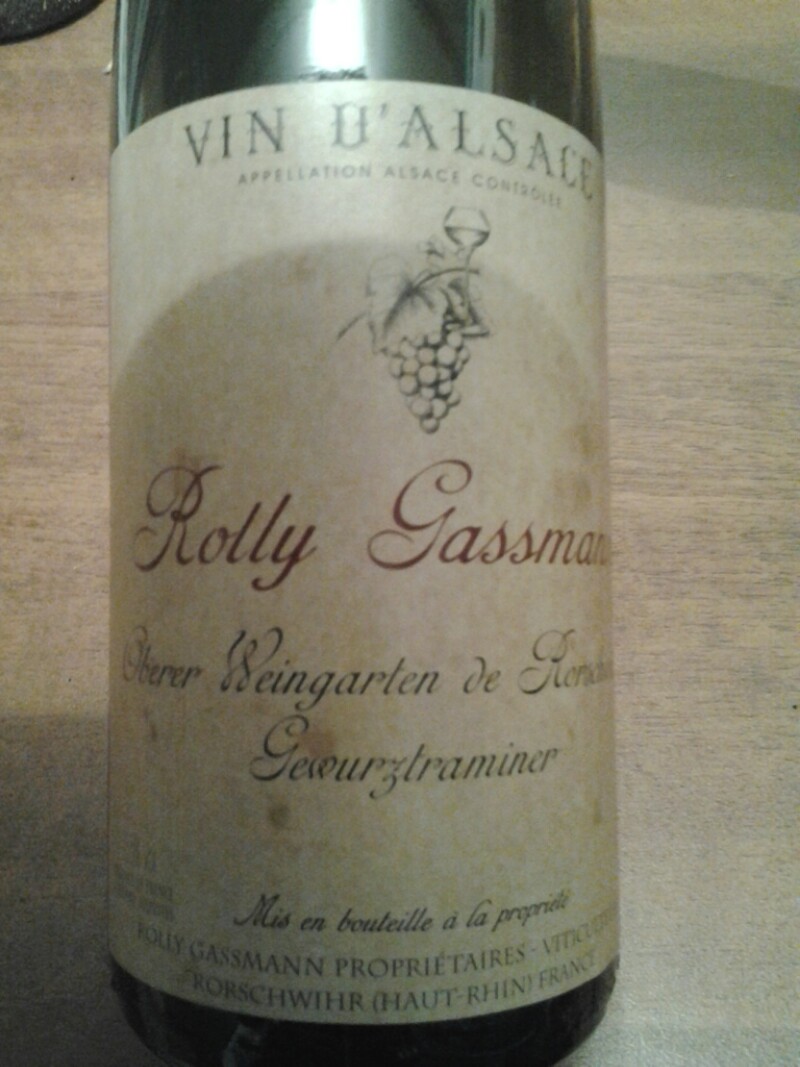 VIN D'ALSACE
APPELLATION ALSACE CONTRÔLÉE
Rolly Gassmann
Oberer Weingarten de
Gewurztraminer
Mis en bouteille à la propriété
ROLLY GASSMANN PROPRIÉTAIRES -
RORSCHWIHR (HAUT-RHIN) FRANCE